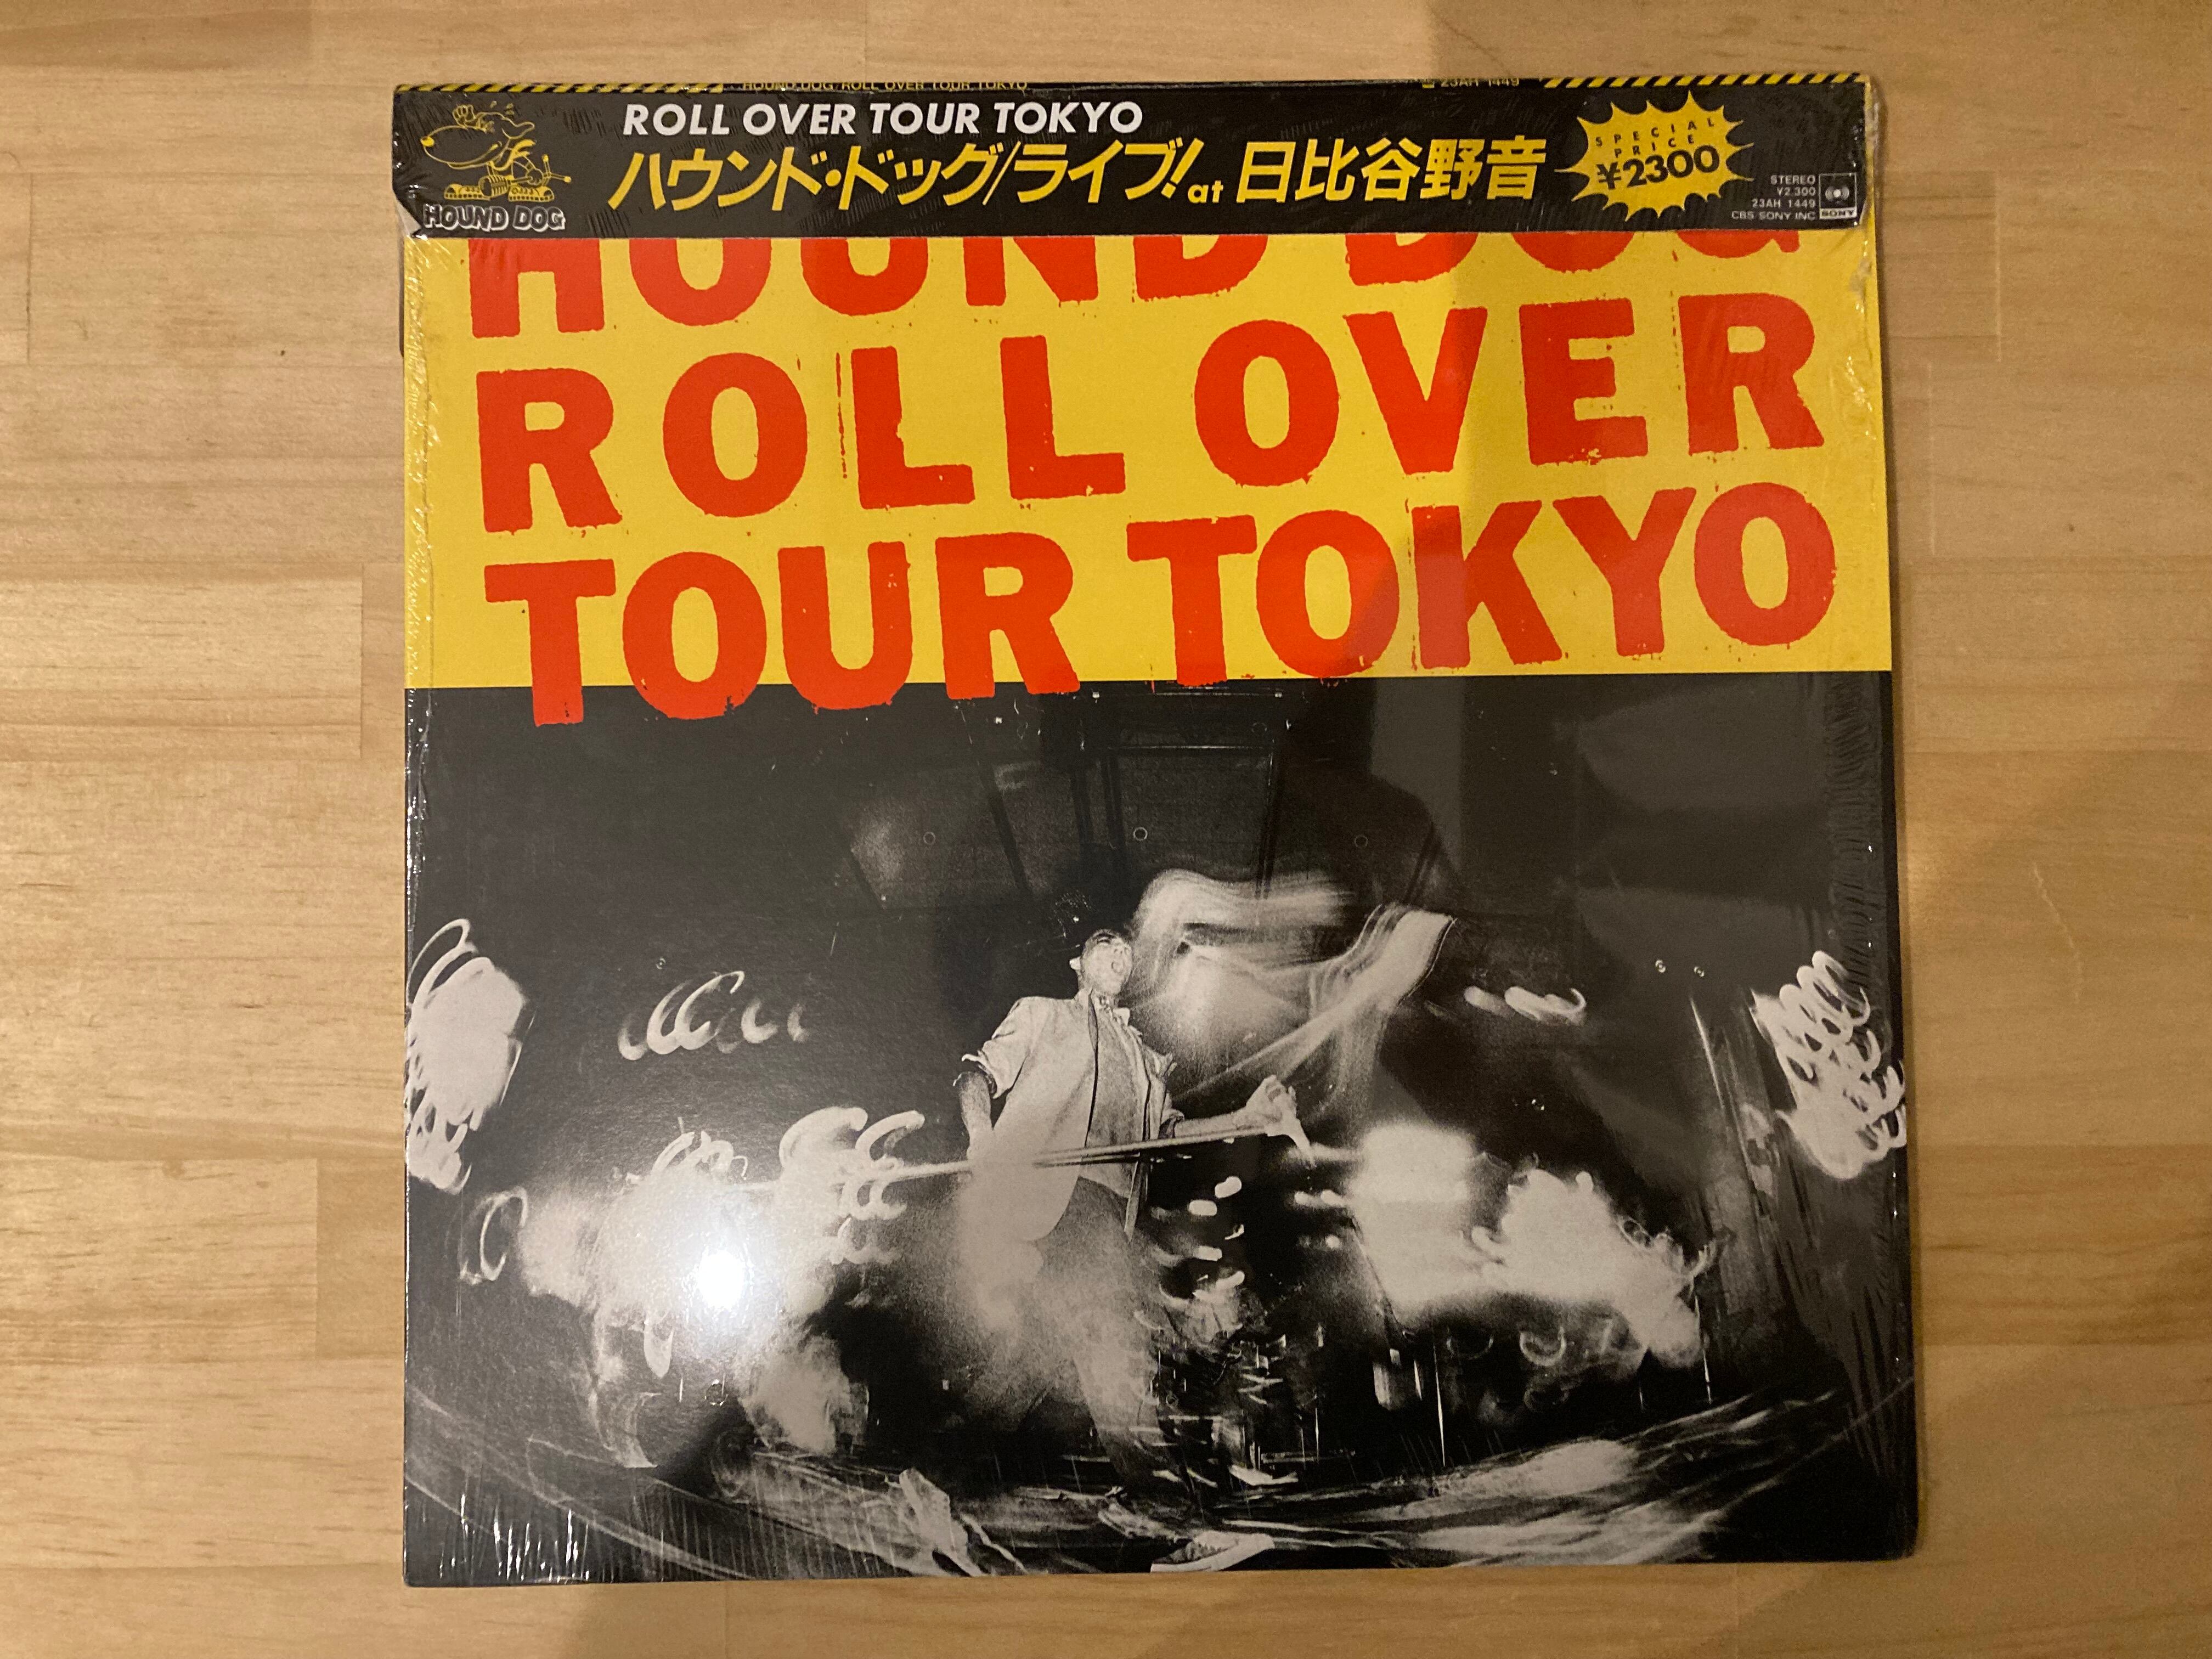 HOUND DOG/ROLL OVER TOUR TOKYO
23AH 1449
ROLL OVER TOUR TOKYO
ハウンド・ドッグ/ライブ!at 日比谷野音
SPECIAL
PRICE
¥2300
HOUND DOG
STEREO
¥2,300
23AH 1449
CBS SONY INC
SONY
HOUND DOG
ROLL OVER
TOUR TOKYO